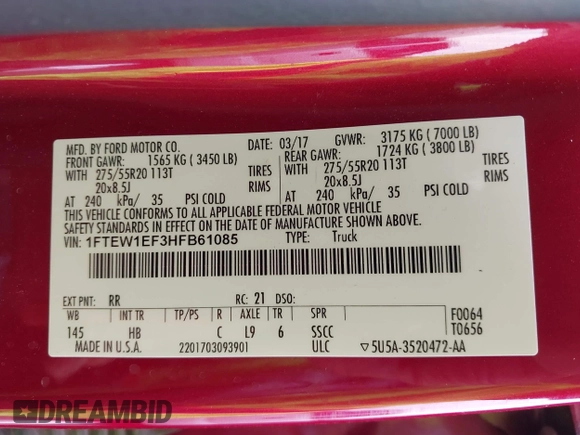 MFD. BY FORD MOTOR CO. DATE: 03/17 GVWR: 3175 KG ( 7000 LB)
FRONT GAWR: 1565 KG ( 3450 LB) REAR GAWR: 1724 KG ( 3800 LB)
WITH 275/55R20 113T TIRES WITH 275/55R20 113T TIRES
20x8.5J RIMS 20x8.5J RIMS
AT 240 kPa/ 35 PSI COLD AT 240 kPa/ 35 PSI COLD
THIS VEHICLE CONFORMS TO ALL APPLICABLE FEDERAL MOTOR VEHICLE
SAFETY STANDARDS IN EFFECT ON THE DATE OF MANUFACTURE SHOWN ABOVE.
VIN: 1FTEW1EF3HFB61085 TYPE: Truck
EXT PNT: RR RC: 21 DSO:
WB INT TR TP/PS R AXLE TR SPR F0064
145 HB C L9 6 SSCC T0656
MADE IN U.S.A. 2201703093901 ULC ▽5U5A-3520472-AA
DREAMBID